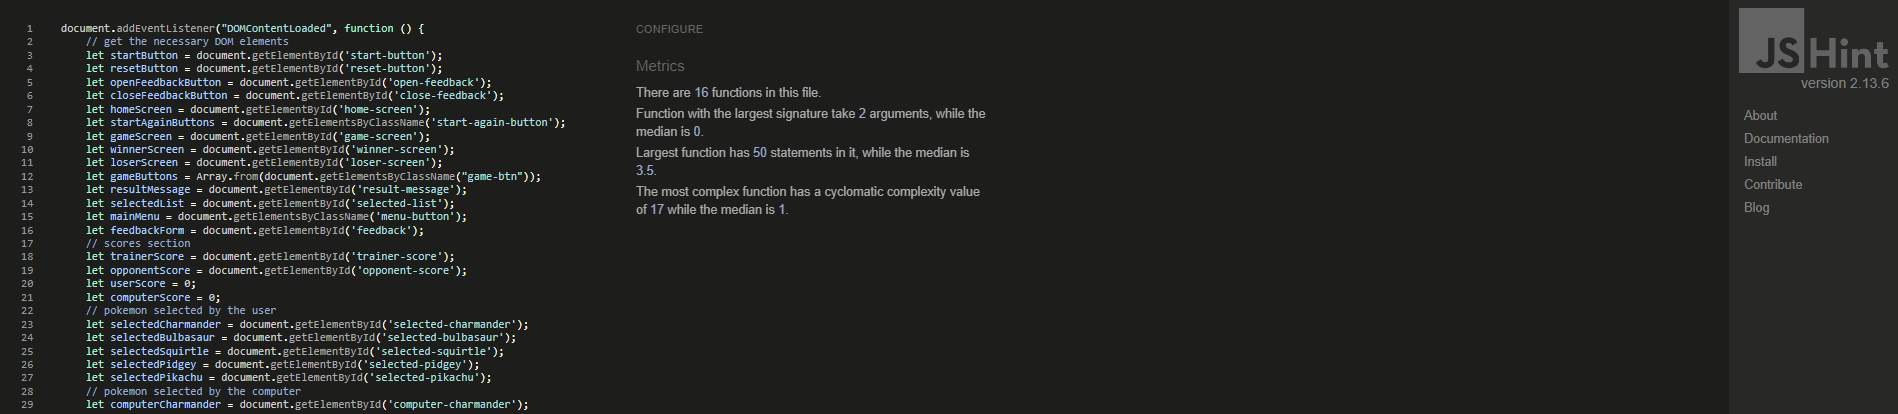 1 document.addEventListener("DOMContentLoaded", function () {
2 // get the necessary DOM elements
3 let startButton = document.getElementById('start-button');
4 let resetButton = document.getElementById('reset-button');
5 let openFeedbackButton = document.getElementById('open-feedback');
6 let closeFeedbackButton = document.getElementById('close-feedback');
7 let homeScreen = document.getElementById('home-screen');
8 let startAgainButtons = document.getElementsByClassName('start-again-button');
9 let gameScreen = document.getElementById('game-screen');
10 let winnerScreen = document.getElementById('winner-screen');
11 let loserScreen = document.getElementById('loser-screen');
12 let gameButtons = Array.from(document.getElementsByClassName("game-btn"));
13 let resultMessage = document.getElementById('result-message');
14 let selectedList = document.getElementById('selected-list');
15 let mainMenu = document.getElementsByClassName('menu-button');
16 let feedbackForm = document.getElementById('feedback');
17 // scores section
18 let trainerScore = document.getElementById('trainer-score');
19 let opponentScore = document.getElementById('opponent-score');
20 let userScore = 0;
21 let computerScore = 0;
22 // pokemon selected by the user
23 let selectedCharmander = document.getElementById('selected-charmander');
24 let selectedBulbasaur = document.getElementById('selected-bulbasaur');
25 let selectedSquirtle = document.getElementById('selected-squirtle');
26 let selectedPidgey = document.getElementById('selected-pidgey');
27 let selectedPikachu = document.getElementById('selected-pikachu');
28 // pokemon selected by the computer
29 let computerCharmander = document.getElementById('computer-charmander');
CONFIGURE
Metrics
There are 16 functions in this file.
Function with the largest signature take 2 arguments, while the
median is 0.
Largest function has 50 statements in it, while the median is
3.5.
The most complex function has a cyclomatic complexity value
of 17 while the median is 1.
JSHint
version 2.13.6
About
Documentation
Install
Contribute
Blog